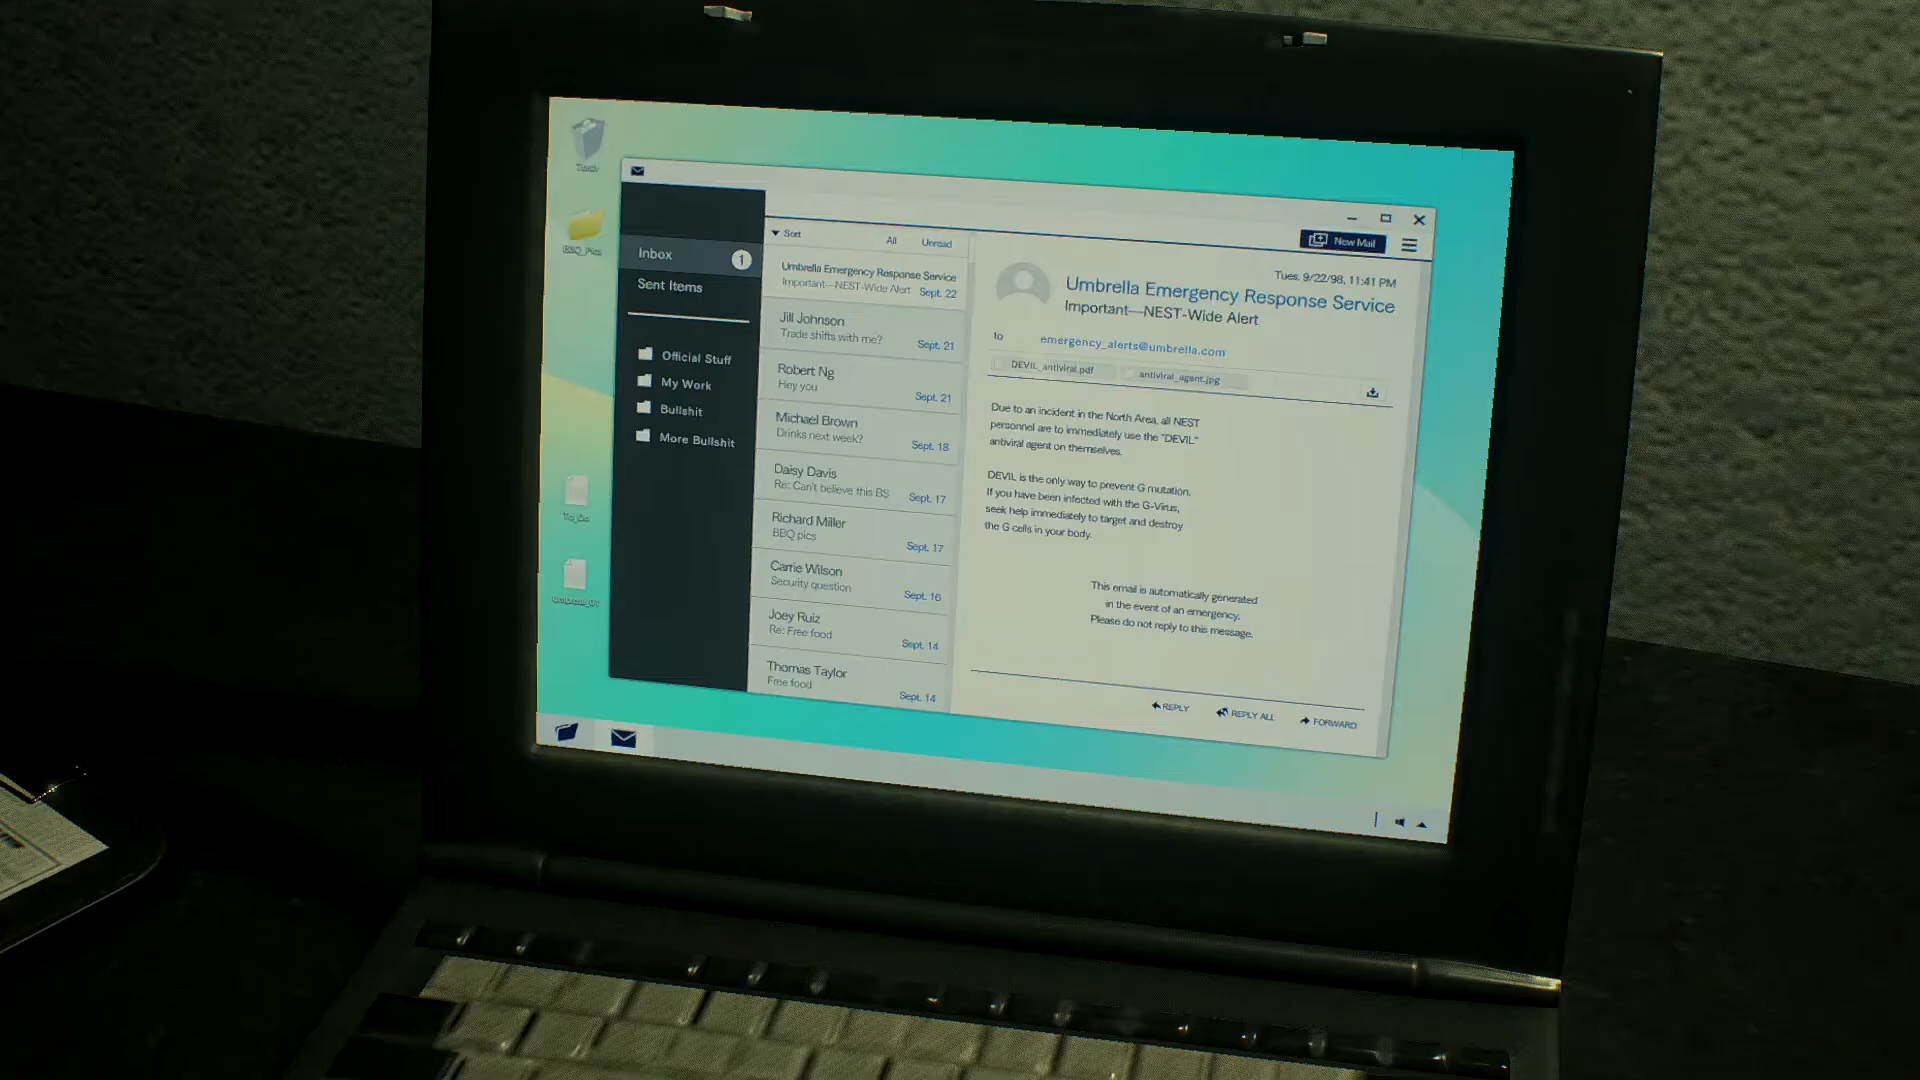 BBQ_Pics
Inbox
1
Sent Items
Official Stuff
My Work
Bullshit
More Bullshit
Sort
All
Unread
Umbrella Emergency Response Service
Important—NEST-Wide Alert
Sept. 22
Jill Johnson
Trade shifts with me?
Sept. 21
Robert Ng
Hey you
Sept. 21
Michael Brown
Drinks next week?
Sept. 18
Daisy Davis
Re: Can't believe this BS
Sept. 17
Richard Miller
BBQ pics
Sept. 17
Carrie Wilson
Security question
Sept. 16
Joey Ruiz
Re: Free food
Sept. 14
Thomas Taylor
Free food
Sept. 14
New Mail
Tues, 9/22/98, 11:41 PM
Umbrella Emergency Response Service
Important—NEST-Wide Alert
to emergency_alerts@umbrella.com
DEVIL_antiviral.pdf antiviral_agent.jpg
Due to an incident in the North Area, all NEST
personnel are to immediately use the "DEVIL"
antiviral agent on themselves.
DEVIL is the only way to prevent G mutation.
If you have been infected with the G-Virus,
seek help immediately to target and destroy
the G cells in your body.
This email is automatically generated
in the event of an emergency.
Please do not reply to this message.
REPLY REPLY ALL FORWARD